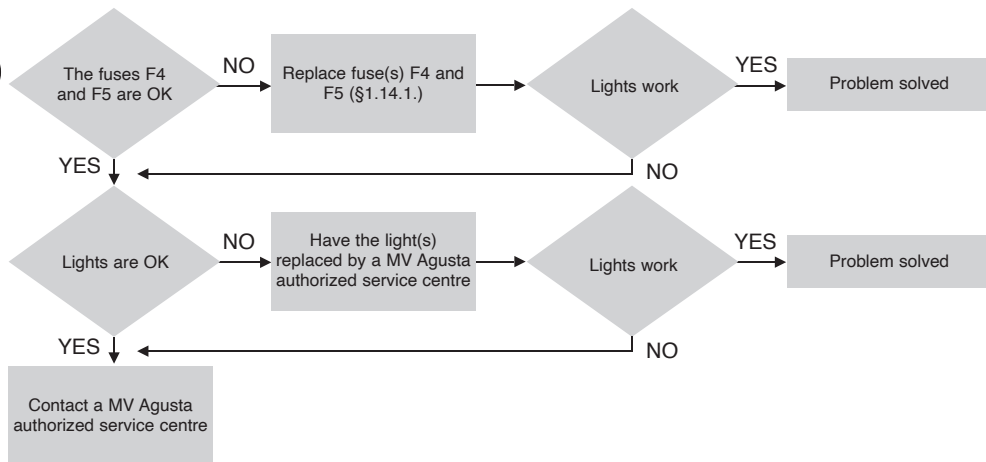 The fuses F4
and F5 are OK
NO
Replace fuse(s) F4 and
F5 (§1.14.1.)
Lights work
YES
Problem solved
YES
NO
Lights are OK
NO
Have the light(s)
replaced by a MV Agusta
authorized service centre
Lights work
YES
Problem solved
YES
NO
Contact a MV Agusta
authorized service centre